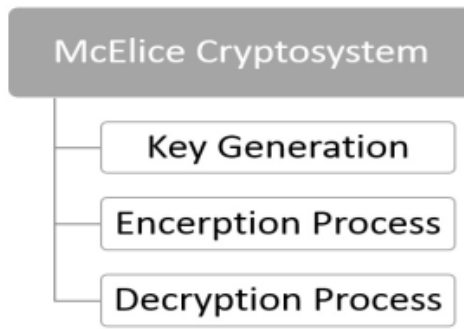 McElice Cryptosystem
Key Generation
Encerption Process
Decryption Process